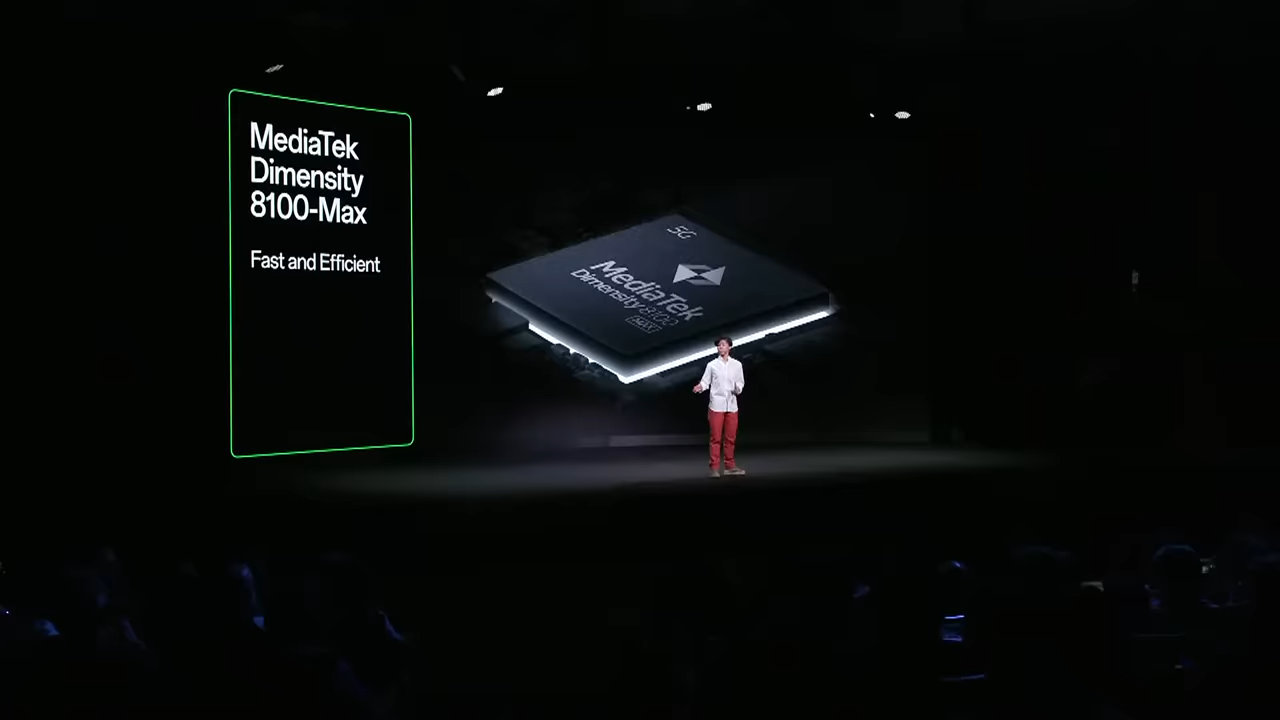 MediaTek
Dimensity
8100-Max
Fast and Efficient
5G
MediaTek
Dimensity 8100
MAX